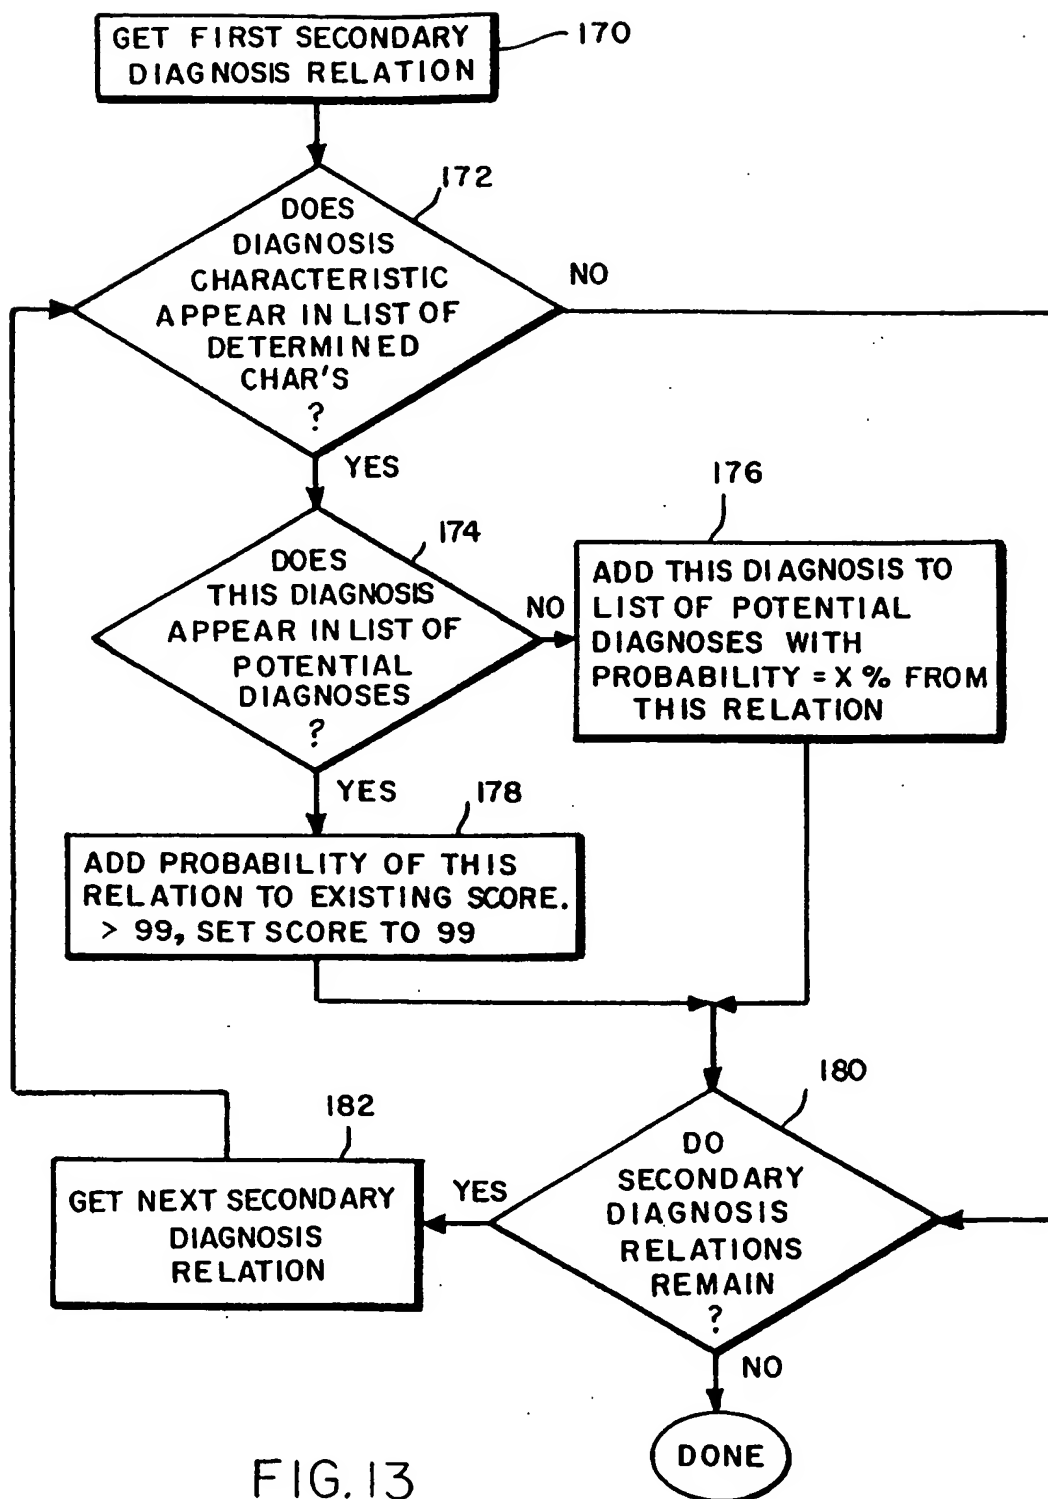 GET FIRST SECONDARY
DIAGNOSIS RELATION
170
172
DOES
DIAGNOSIS
CHARACTERISTIC
APPEAR IN LIST OF
DETERMINED
CHAR'S
?
NO
YES
174
DOES
THIS DIAGNOSIS
APPEAR IN LIST OF
POTENTIAL
DIAGNOSES
?
NO
176
ADD THIS DIAGNOSIS TO
LIST OF POTENTIAL
DIAGNOSES WITH
PROBABILITY = X % FROM
THIS RELATION
YES
178
ADD PROBABILITY OF THIS
RELATION TO EXISTING SCORE.
> 99, SET SCORE TO 99
180
DO
SECONDARY
DIAGNOSIS
RELATIONS
REMAIN
?
YES
182
GET NEXT SECONDARY
DIAGNOSIS
RELATION
NO
DONE
FIG. 13